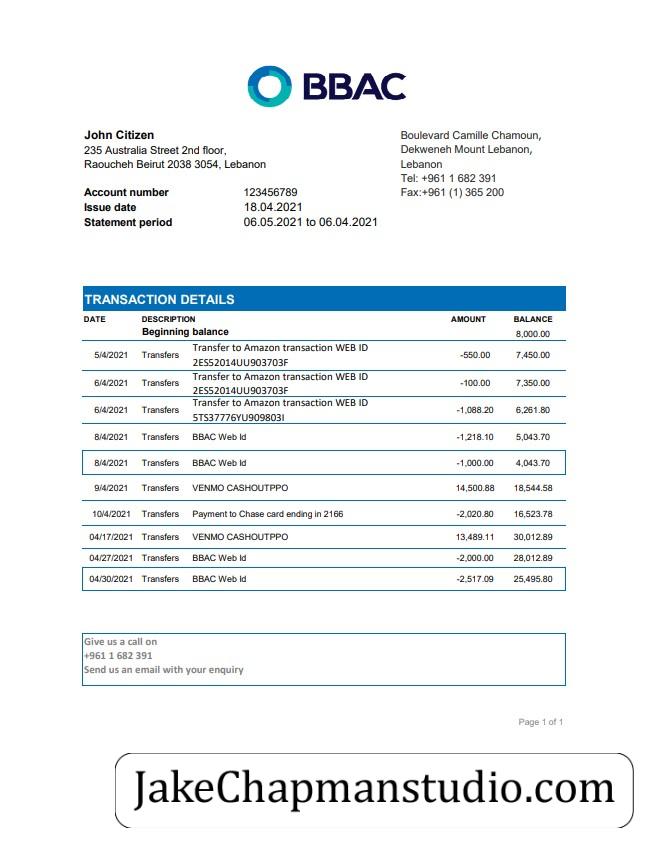 BBAC
John Citizen
235 Australia Street 2nd floor,
Raoucheh Beirut 2038 3054, Lebanon
Boulevard Camille Chamoun,
Dekweneh Mount Lebanon,
Lebanon
Tel: +961 1 682 391
Fax:+961 (1) 365 200
Account number 123456789
Issue date 18.04.2021
Statement period 06.05.2021 to 06.04.2021
TRANSACTION DETAILS
DATE DESCRIPTION AMOUNT BALANCE
Beginning balance 8,000.00
5/4/2021 Transfers Transfer to Amazon transaction WEB ID 2ES52014UU903703F -550.00 7,450.00
6/4/2021 Transfers Transfer to Amazon transaction WEB ID 2ES52014UU903703F -100.00 7,350.00
6/4/2021 Transfers Transfer to Amazon transaction WEB ID 5TS37776YU909803I -1,088.20 6,261.80
8/4/2021 Transfers BBAC Web Id -1,218.10 5,043.70
8/4/2021 Transfers BBAC Web Id -1,000.00 4,043.70
9/4/2021 Transfers VENMO CASHOUTPPO 14,500.88 18,544.58
10/4/2021 Transfers Payment to Chase card ending in 2166 -2,020.80 16,523.78
04/17/2021 Transfers VENMO CASHOUTPPO 13,489.11 30,012.89
04/27/2021 Transfers BBAC Web Id -2,000.00 28,012.89
04/30/2021 Transfers BBAC Web Id -2,517.09 25,495.80
Give us a call on
+961 1 682 391
Send us an email with your enquiry
Page 1 of 1
JakeChapmanstudio.com